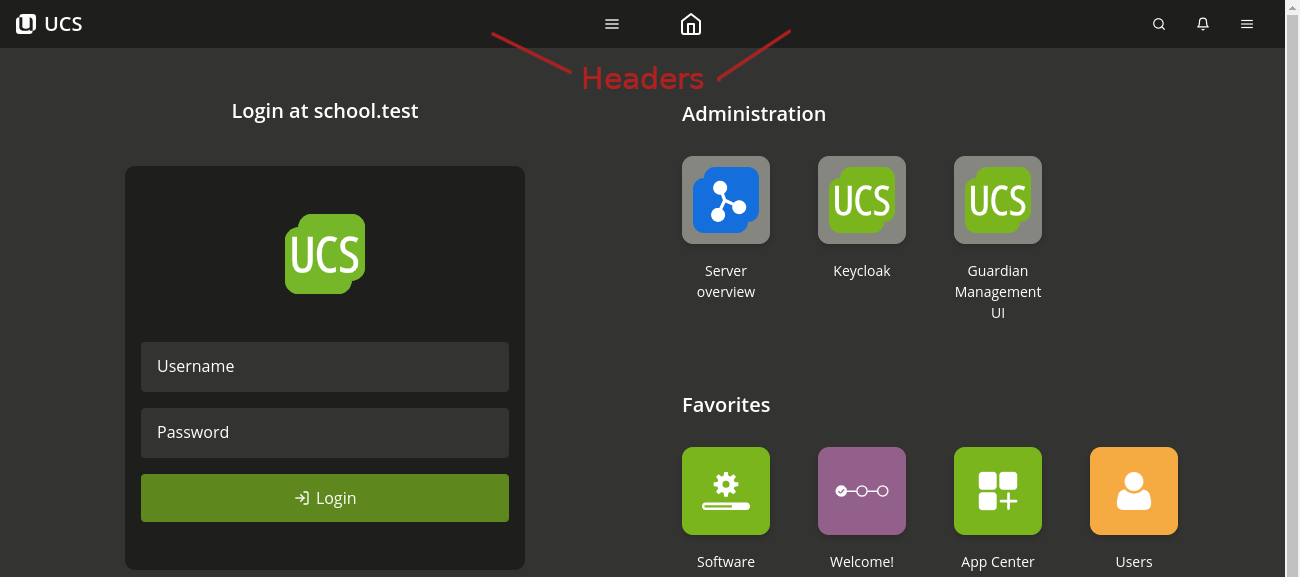 UCS
Headers
Login at school.test
UCS
Username
Password
Login
Administration
UCS
UCS
Server
overview
Keycloak
Guardian
Management
UI
Favorites
Software
Welcome!
App Center
Users